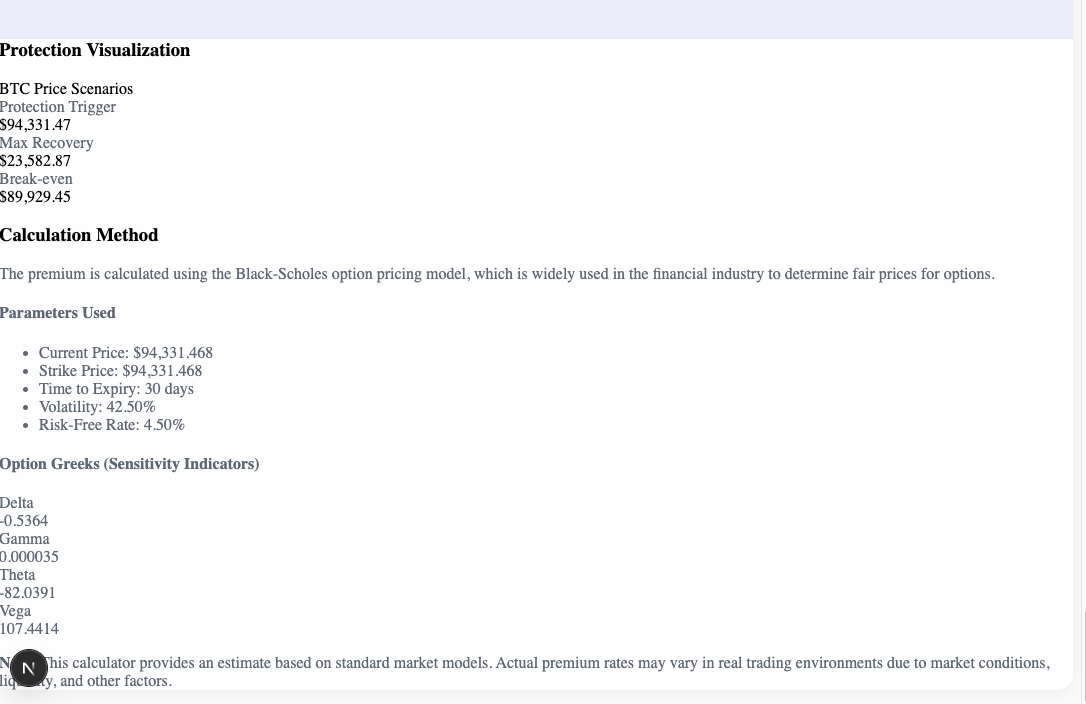 Protection Visualization
BTC Price Scenarios
Protection Trigger
$94,331.47
Max Recovery
$23,582.87
Break-even
$89,929.45
Calculation Method
The premium is calculated using the Black-Scholes option pricing model, which is widely used in the financial industry to determine fair prices for options.
Parameters Used
• Current Price: $94,331.468
• Strike Price: $94,331.468
• Time to Expiry: 30 days
• Volatility: 42.50%
• Risk-Free Rate: 4.50%
Option Greeks (Sensitivity Indicators)
Delta
-0.5364
Gamma
0.000035
Theta
-82.0391
Vega
107.4414
This calculator provides an estimate based on standard market models. Actual premium rates may vary in real trading environments due to market conditions,
and other factors.
N